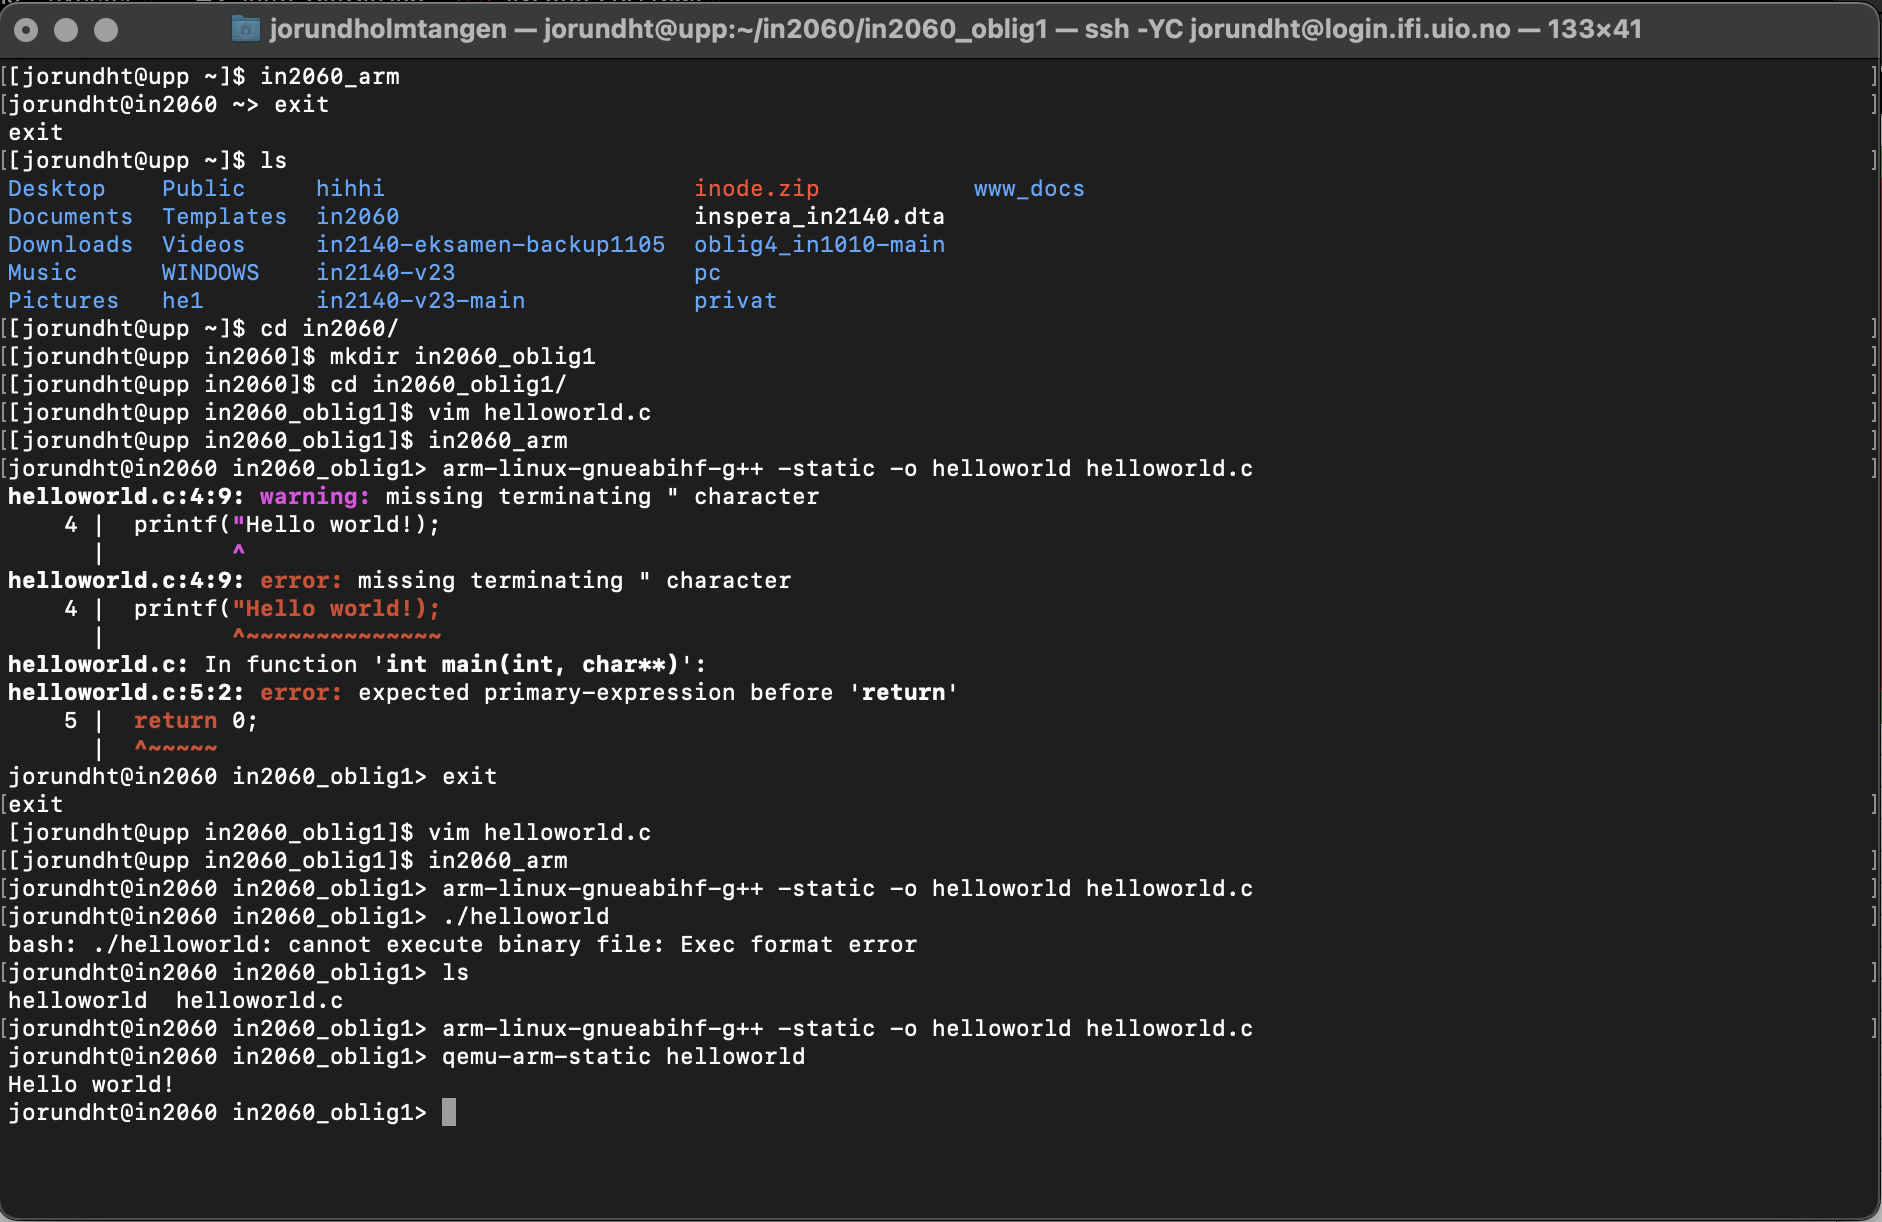 jorundholmtangen — jorundht@upp:~/in2060/in2060_oblig1 — ssh -YC jorundht@login.ifi.uio.no — 133×41
[[jorundht@upp ~]$ in2060_arm ]
[jorundht@in2060 ~> exit ]
exit
[[jorundht@upp ~]$ ls ]
Desktop Public hihhi inode.zip www_docs
Documents Templates in2060 inspera_in2140.dta
Downloads Videos in2140-eksamen-backup1105 oblig4_in1010-main
Music WINDOWS in2140-v23 pc
Pictures he1 in2140-v23-main privat
[[jorundht@upp ~]$ cd in2060/ ]
[[jorundht@upp in2060]$ mkdir in2060_oblig1 ]
[[jorundht@upp in2060]$ cd in2060_oblig1/ ]
[[jorundht@upp in2060_oblig1]$ vim helloworld.c ]
[[jorundht@upp in2060_oblig1]$ in2060_arm ]
[jorundht@in2060 in2060_oblig1> arm-linux-gnueabihf-g++ -static -o helloworld helloworld.c ]
helloworld.c:4:9: warning: missing terminating " character
    4 |  printf("Hello world!);
      |         ^
helloworld.c:4:9: error: missing terminating " character
    4 |  printf("Hello world!);
      |         ^~~~~~~~~~~~~~~
helloworld.c: In function 'int main(int, char**)':
helloworld.c:5:2: error: expected primary-expression before 'return'
    5 |  return 0;
      |  ^~~~~~
jorundht@in2060 in2060_oblig1> exit
[exit ]
[jorundht@upp in2060_oblig1]$ vim helloworld.c
[[jorundht@upp in2060_oblig1]$ in2060_arm ]
[jorundht@in2060 in2060_oblig1> arm-linux-gnueabihf-g++ -static -o helloworld helloworld.c ]
[jorundht@in2060 in2060_oblig1> ./helloworld ]
bash: ./helloworld: cannot execute binary file: Exec format error
[jorundht@in2060 in2060_oblig1> ls ]
helloworld helloworld.c
[jorundht@in2060 in2060_oblig1> arm-linux-gnueabihf-g++ -static -o helloworld helloworld.c ]
jorundht@in2060 in2060_oblig1> qemu-arm-static helloworld
Hello world!
jorundht@in2060 in2060_oblig1>